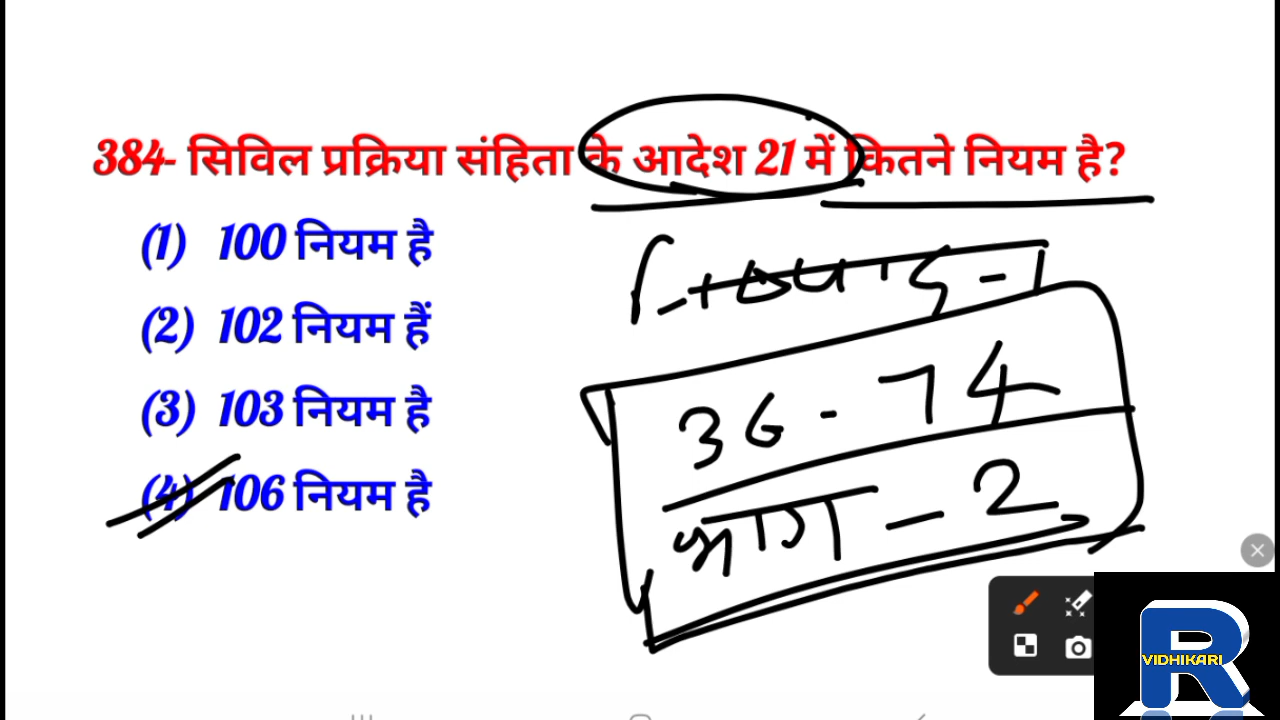 384- सिविल प्रक्रिया संहिता के आदेश 21 में कितने नियम है?
(1) 100 नियम है
(2) 102 नियम हैं
(3) 103 नियम है
(4) 106 नियम है
36 - 74
भाग - 2
R
VIDHIKARI